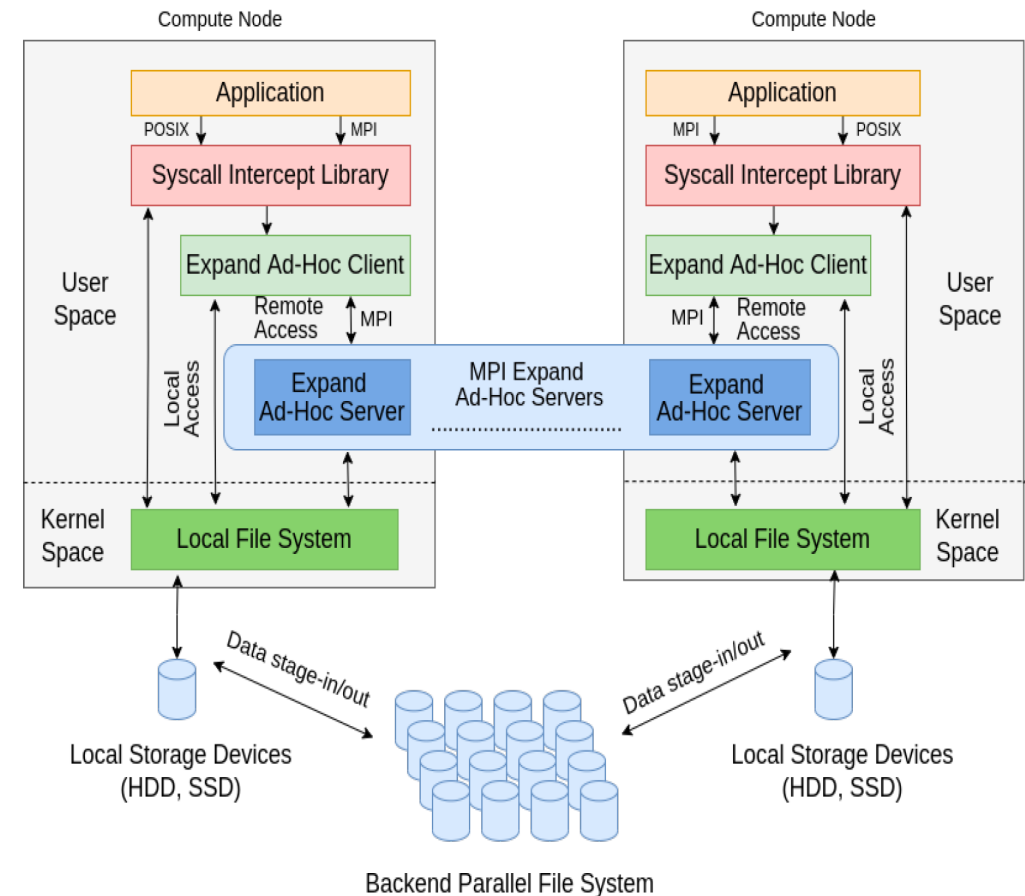 Compute Node
Compute Node
Application
Application
POSIX
MPI
MPI
POSIX
Syscall Intercept Library
Syscall Intercept Library
Expand Ad-Hoc Client
Expand Ad-Hoc Client
User
Space
User
Space
Remote
Access
MPI
MPI
Remote
Access
Local
Access
Local
Access
Expand
Ad-Hoc Server
MPI Expand
Ad-Hoc Servers
....................................
Expand
Ad-Hoc Server
Kernel
Space
Local File System
Local File System
Kernel
Space
Data stage-in/out
Data stage-in/out
Local Storage Devices
(HDD, SSD)
Local Storage Devices
(HDD, SSD)
Backend Parallel File System